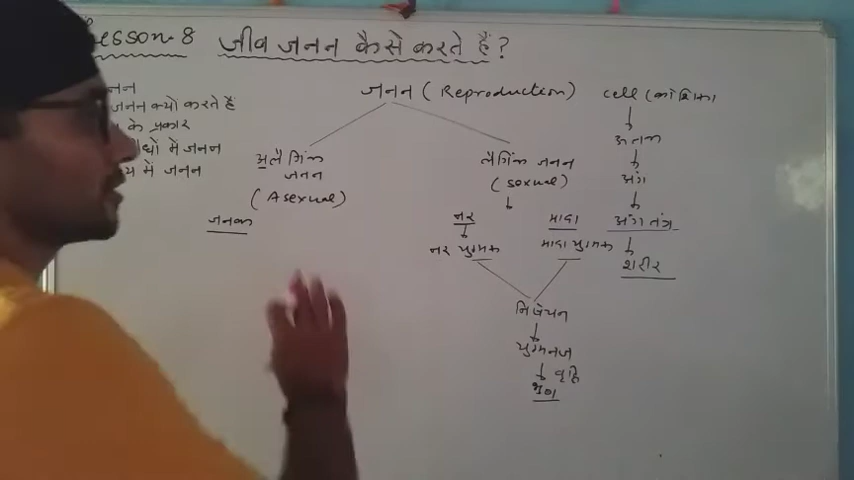 Lesson-8 जीव जनन कैसे करते हैं?
जनन
जनन क्यो करते हैं
के प्रकार
में जनन
में जनन
जनन (Reproduction)
अलैगिंक
जनन
(Asexual)
जनक
लैगिंक जनन
(sexual)
नर
मादा
नर युग्मक
मादा युग्मक
निषेचन
युग्मनज
वृद्धि
भ्रूण
cell (कोशिका)
ऊतक
अंग
अंग तंत्र
शरीर